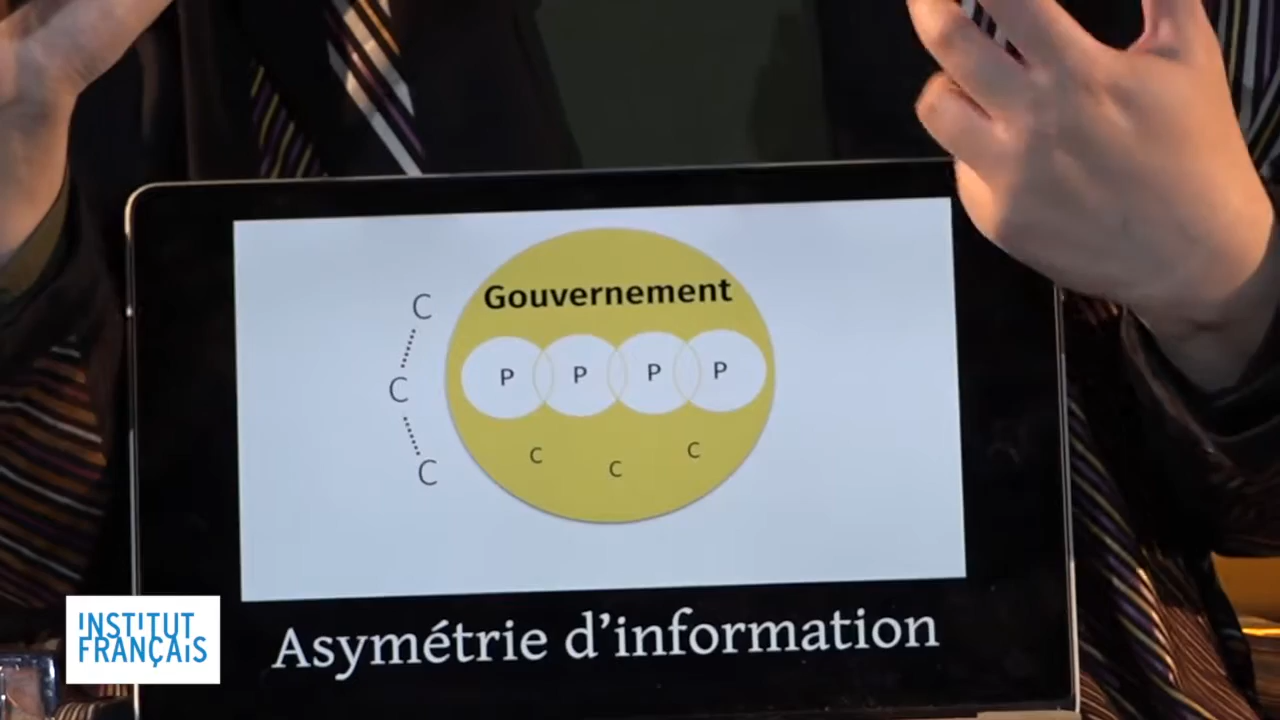 Gouvernement
C
P P P P
C
C
C C C
Asymétrie d'information
INSTITUT
FRANÇAIS